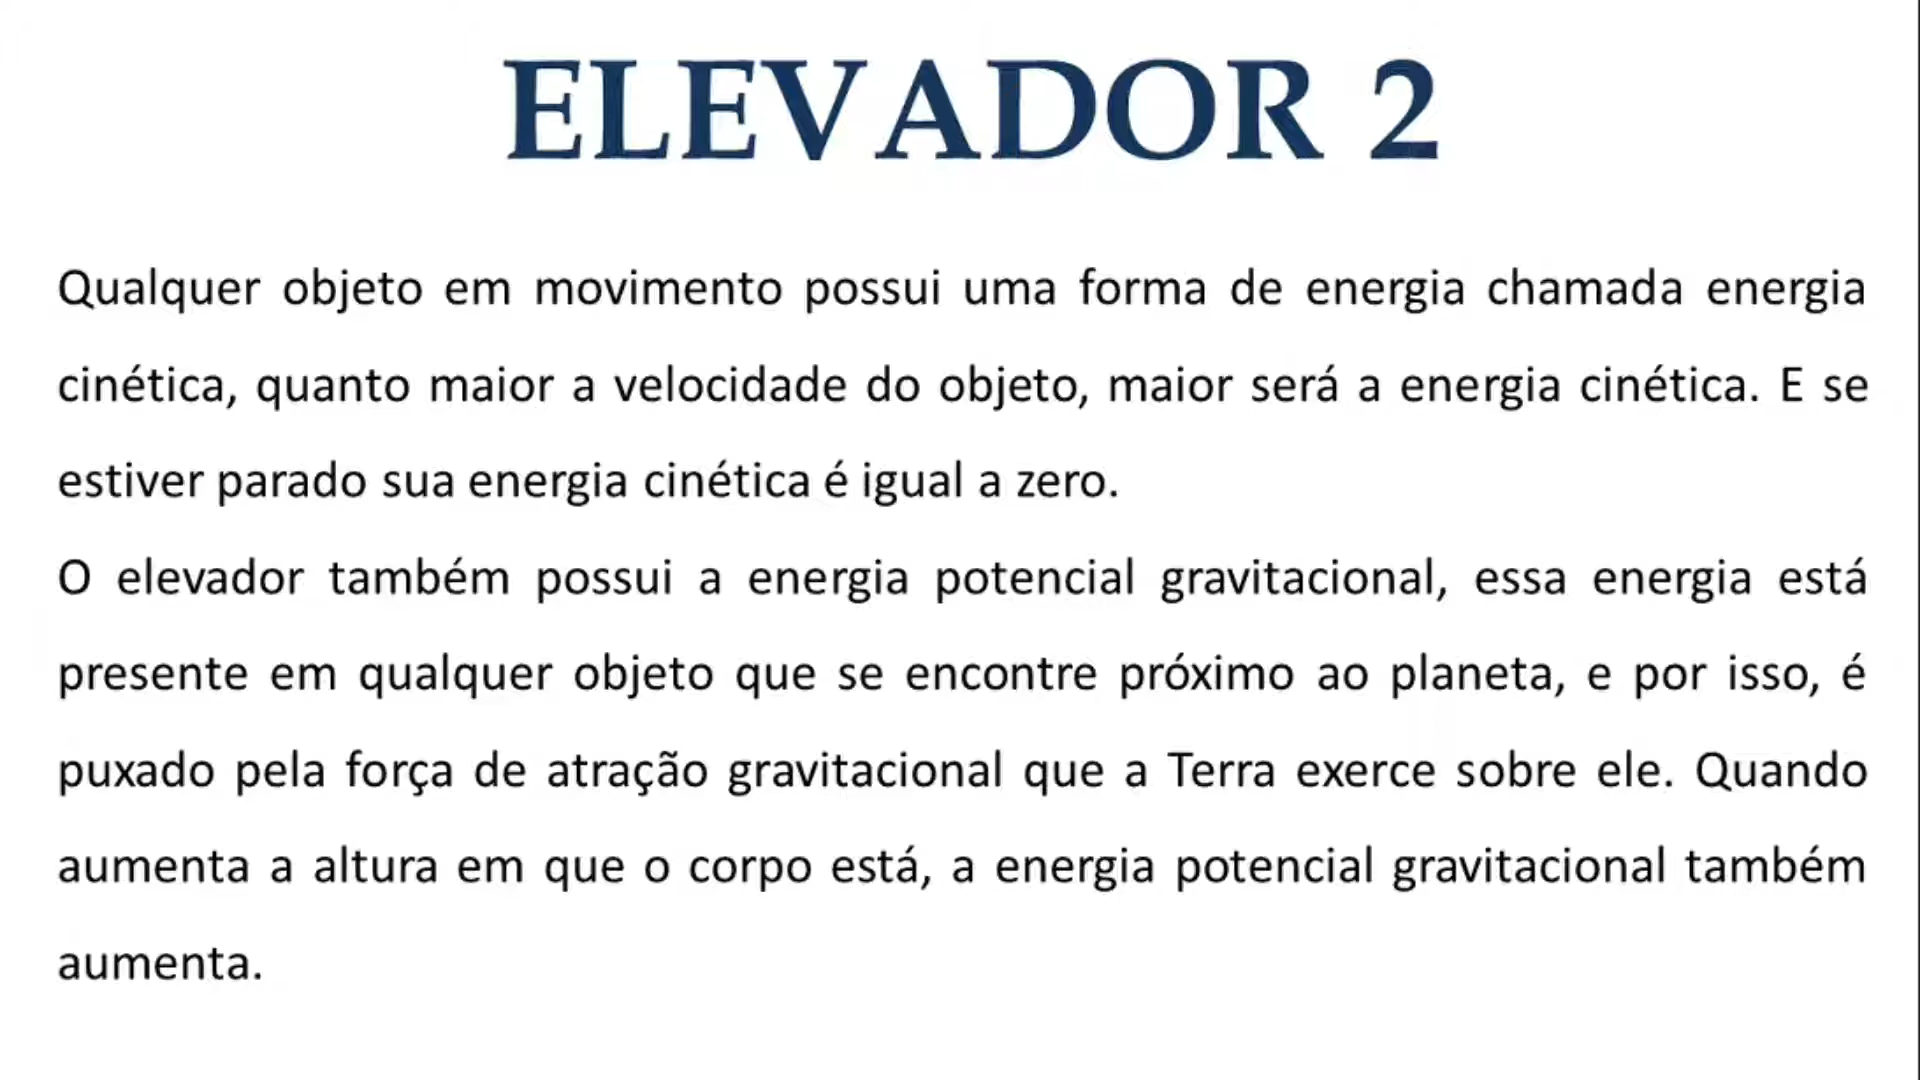 ELEVADOR 2
Qualquer objeto em movimento possui uma forma de energia chamada energia
cinética, quanto maior a velocidade do objeto, maior será a energia cinética. E se
estiver parado sua energia cinética é igual a zero.
O elevador também possui a energia potencial gravitacional, essa energia está
presente em qualquer objeto que se encontre próximo ao planeta, e por isso, é
puxado pela força de atração gravitacional que a Terra exerce sobre ele. Quando
aumenta a altura em que o corpo está, a energia potencial gravitacional também
aumenta.